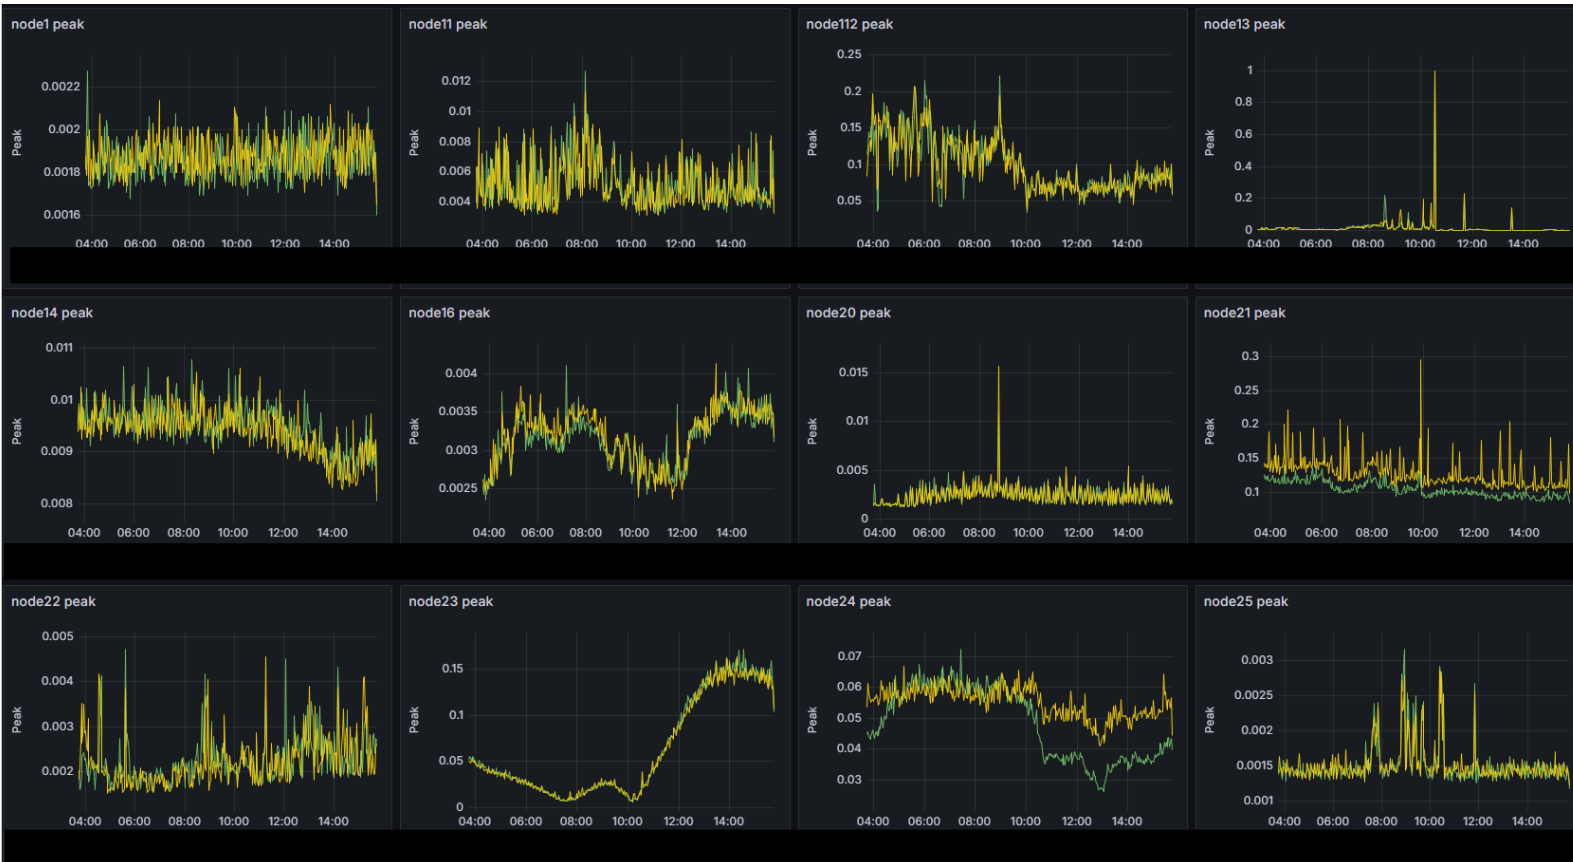 node1 peak
Peak
0.0022
0.002
0.0018
0.0016
04:00 06:00 08:00 10:00 12:00 14:00
node11 peak
Peak
0.012
0.01
0.008
0.006
0.004
04:00 06:00 08:00 10:00 12:00 14:00
node112 peak
Peak
0.25
0.2
0.15
0.1
0.05
04:00 06:00 08:00 10:00 12:00 14:00
node13 peak
Peak
1
0.8
0.6
0.4
0.2
0
04:00 06:00 08:00 10:00 12:00 14:00
node14 peak
Peak
0.011
0.01
0.009
0.008
04:00 06:00 08:00 10:00 12:00 14:00
node16 peak
Peak
0.004
0.0035
0.003
0.0025
04:00 06:00 08:00 10:00 12:00 14:00
node20 peak
Peak
0.015
0.01
0.005
0
04:00 06:00 08:00 10:00 12:00 14:00
node21 peak
Peak
0.3
0.25
0.2
0.15
0.1
04:00 06:00 08:00 10:00 12:00 14:00
node22 peak
Peak
0.005
0.004
0.003
0.002
04:00 06:00 08:00 10:00 12:00 14:00
node23 peak
Peak
0.15
0.1
0.05
0
04:00 06:00 08:00 10:00 12:00 14:00
node24 peak
Peak
0.07
0.06
0.05
0.04
0.03
04:00 06:00 08:00 10:00 12:00 14:00
node25 peak
Peak
0.003
0.0025
0.002
0.0015
0.001
04:00 06:00 08:00 10:00 12:00 14:00